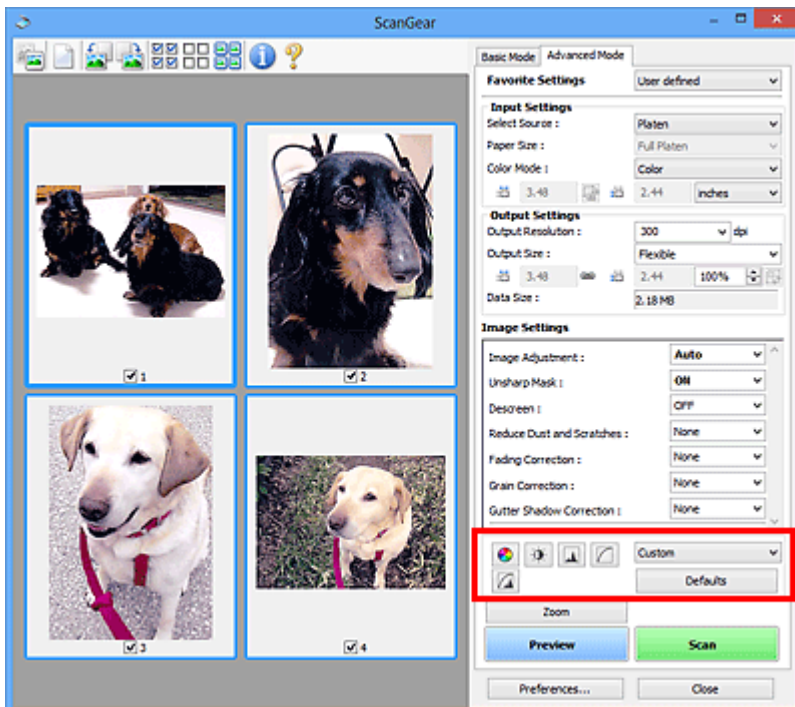 ScanGear
Basic Mode Advanced Mode
Favorite Settings User defined
Input Settings
Select Source : Platen
Paper Size : Full Platen
Color Mode : Color
3.48 2.44 inches
Output Settings
Output Resolution : 300 dpi
Output Size : Flexible
3.48 2.44 100%
Data Size : 2.18 MB
Image Settings
Image Adjustment : Auto
Unsharp Mask : ON
Descreen : OFF
Reduce Dust and Scratches : None
Fading Correction : None
Grain Correction : None
Gutter Shadow Correction : None
Custom
Defaults
Zoom
Preview Scan
Preferences... Close
1
2
3
4